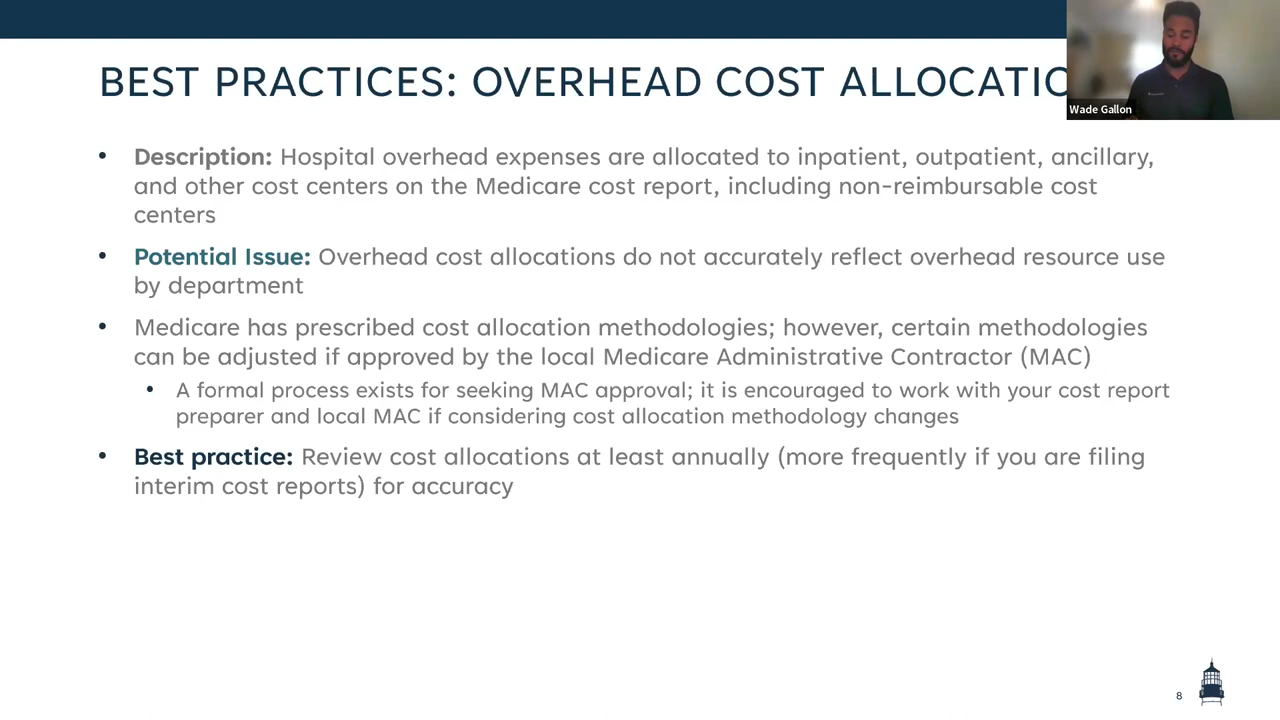 BEST PRACTICES: OVERHEAD COST ALLOCATIO
Wade Gallon
• Description: Hospital overhead expenses are allocated to inpatient, outpatient, ancillary,
and other cost centers on the Medicare cost report, including non-reimbursable cost
centers
• Potential Issue: Overhead cost allocations do not accurately reflect overhead resource use
by department
• Medicare has prescribed cost allocation methodologies; however, certain methodologies
can be adjusted if approved by the local Medicare Administrative Contractor (MAC)
• A formal process exists for seeking MAC approval; it is encouraged to work with your cost report
preparer and local MAC if considering cost allocation methodology changes
• Best practice: Review cost allocations at least annually (more frequently if you are filing
interim cost reports) for accuracy
8